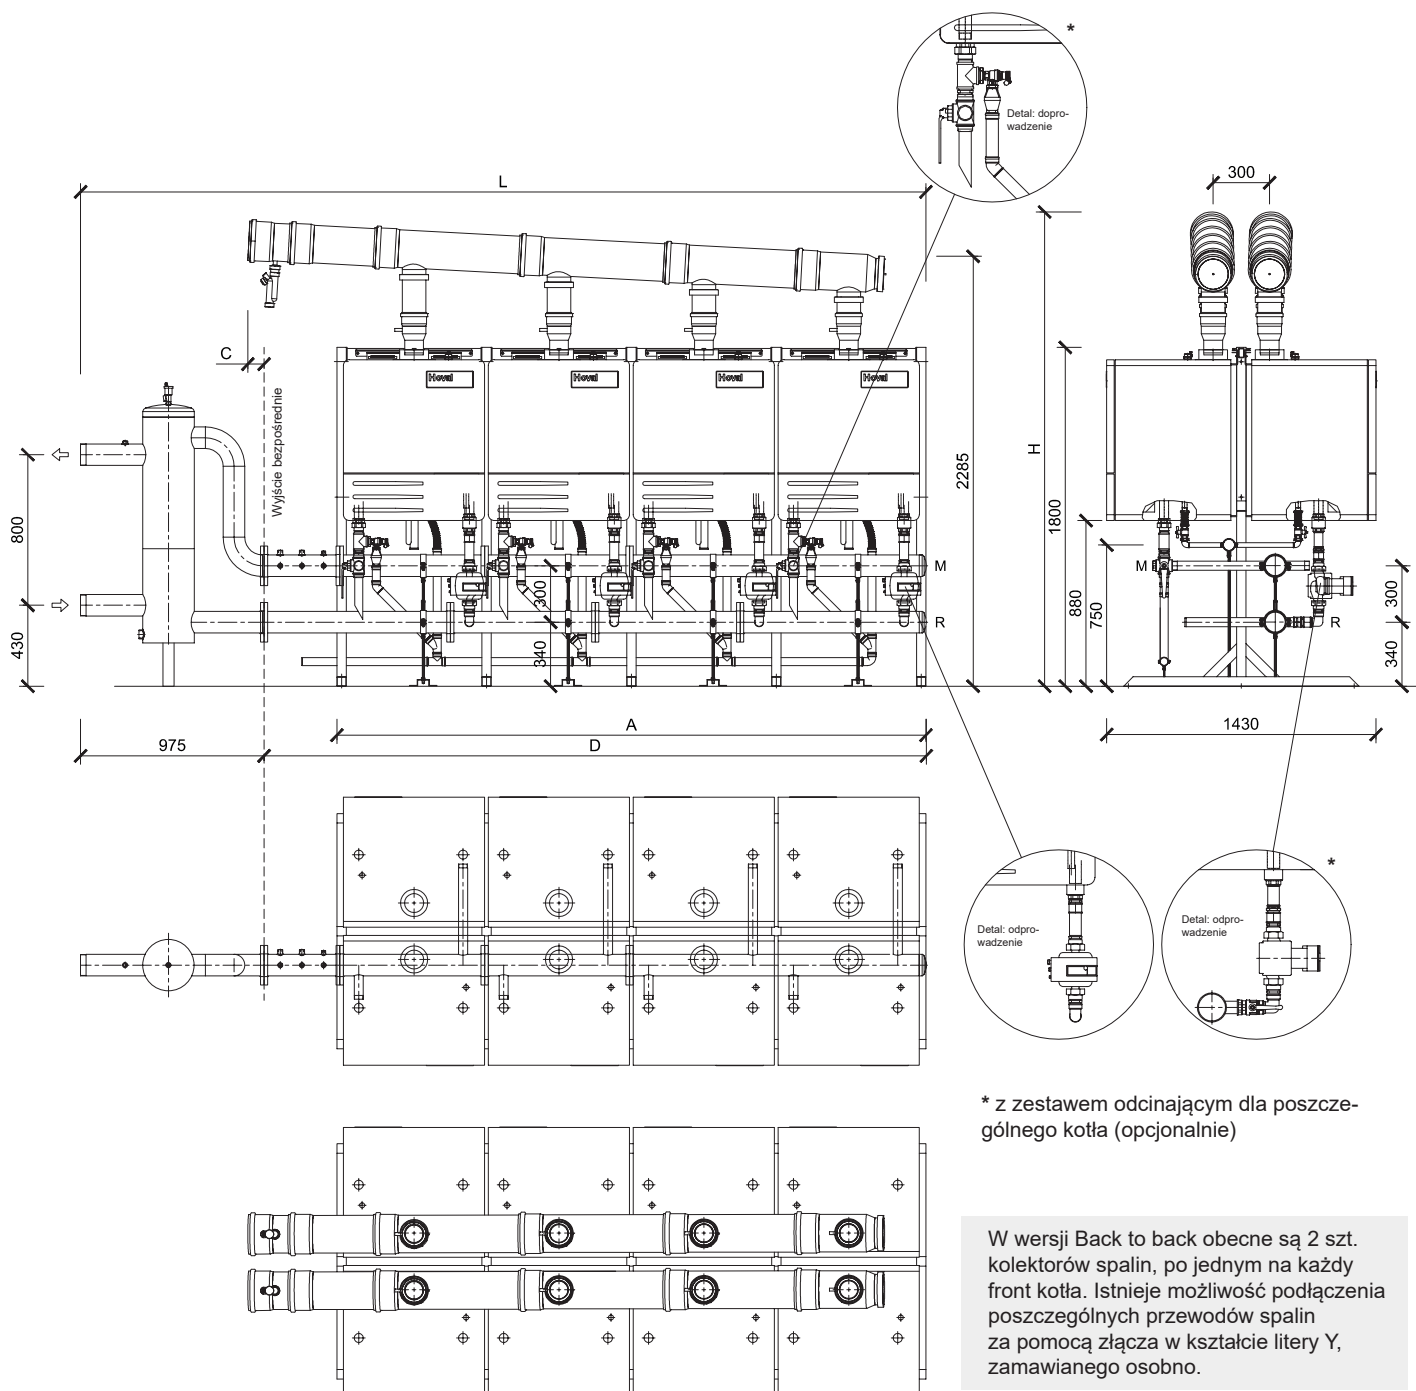 *
Detal: dopro-
wadzenie
L
300
C
Wyjście bezpośrednie
Hoval
Hoval
Hoval
Hoval
H
2285
1800
800
430
300
340
M
R
M
R
880
750
300
340
A
975
D
1430
Detal: odpro-
wadzenie
*
Detal: odpro-
wadzenie
* z zestawem odcinającym dla poszcze-
gólnego kotła (opcjonalnie)
W wersji Back to back obecne są 2 szt.
kolektorów spalin, po jednym na każdy
front kotła. Istnieje możliwość podłączenia
poszczególnych przewodów spalin
za pomocą złącza w kształcie litery Y,
zamawianego osobno.